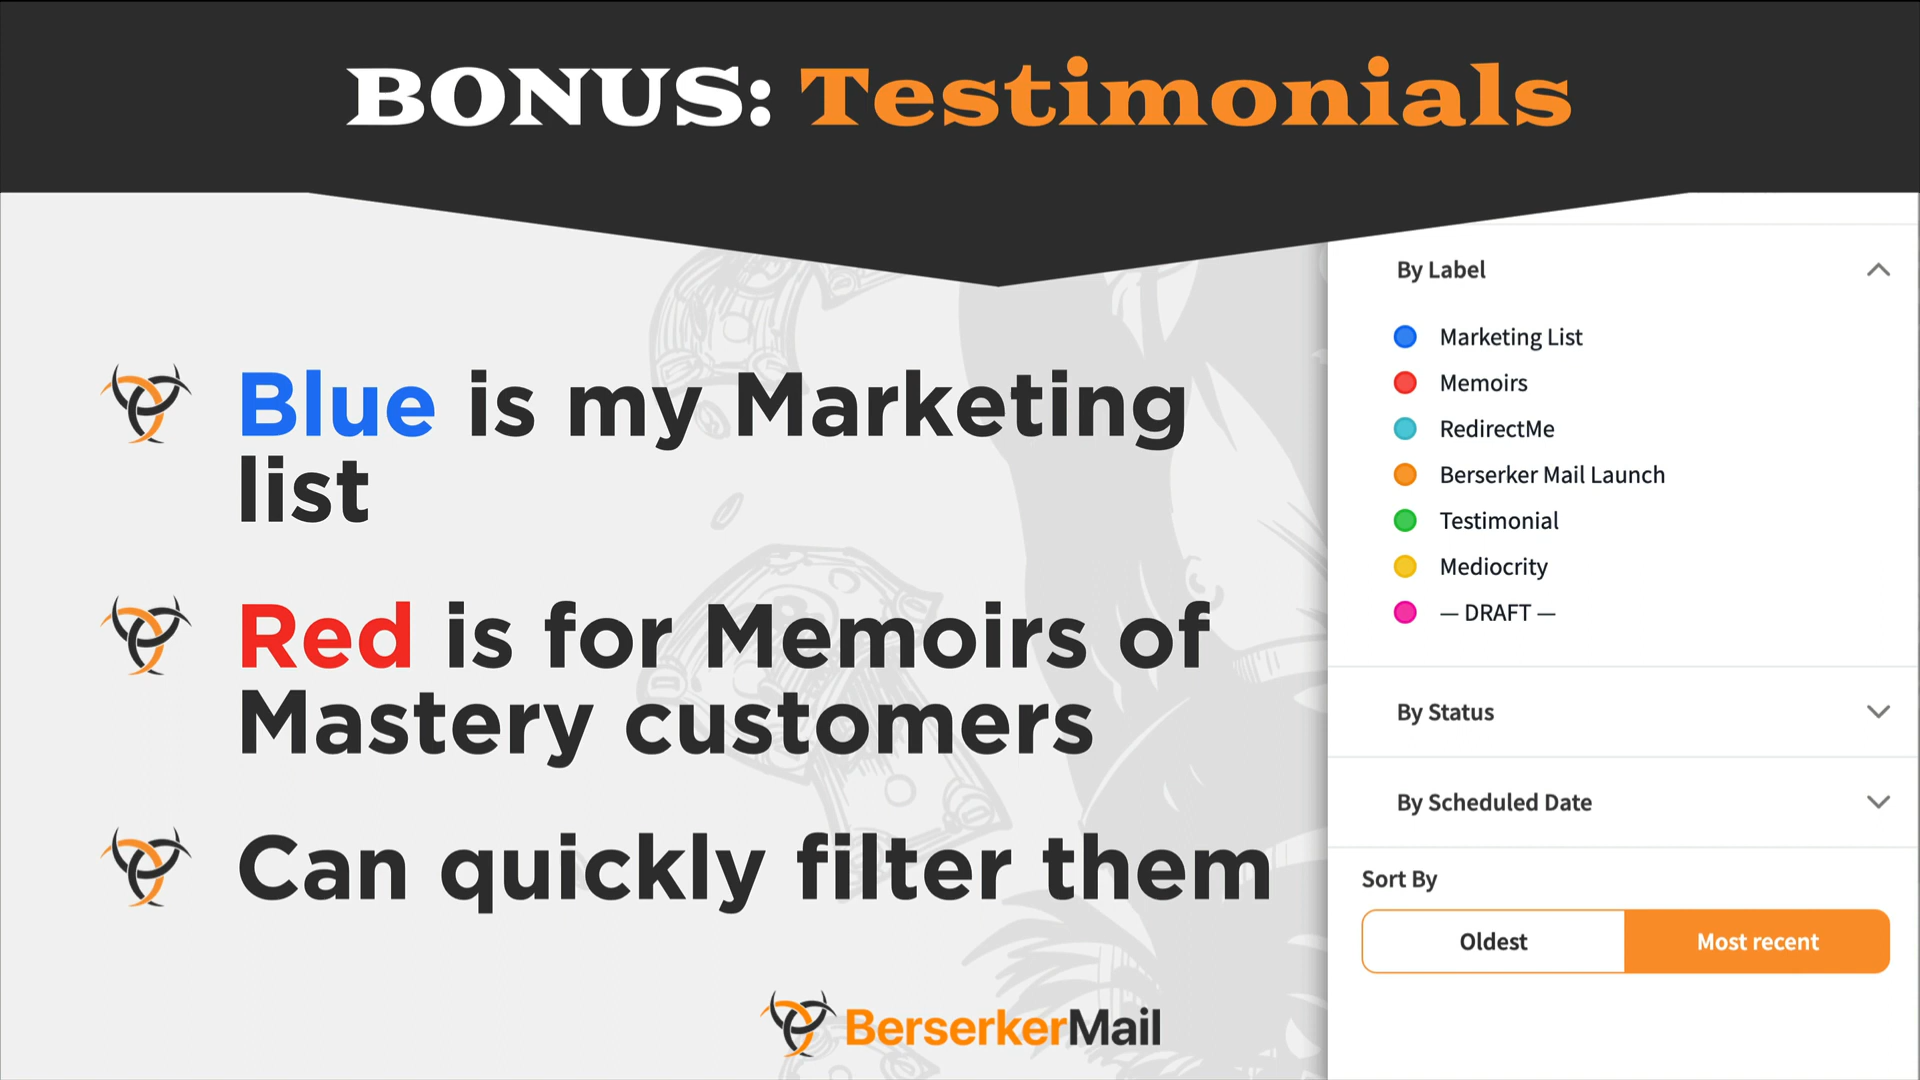 BONUS: Testimonials
Blue is my Marketing
list
Red is for Memoirs of
Mastery customers
Can quickly filter them
BerserkerMail
By Label
Marketing List
Memoirs
RedirectMe
Berserker Mail Launch
Testimonial
Mediocrity
— DRAFT —
By Status
By Scheduled Date
Sort By
Oldest
Most recent